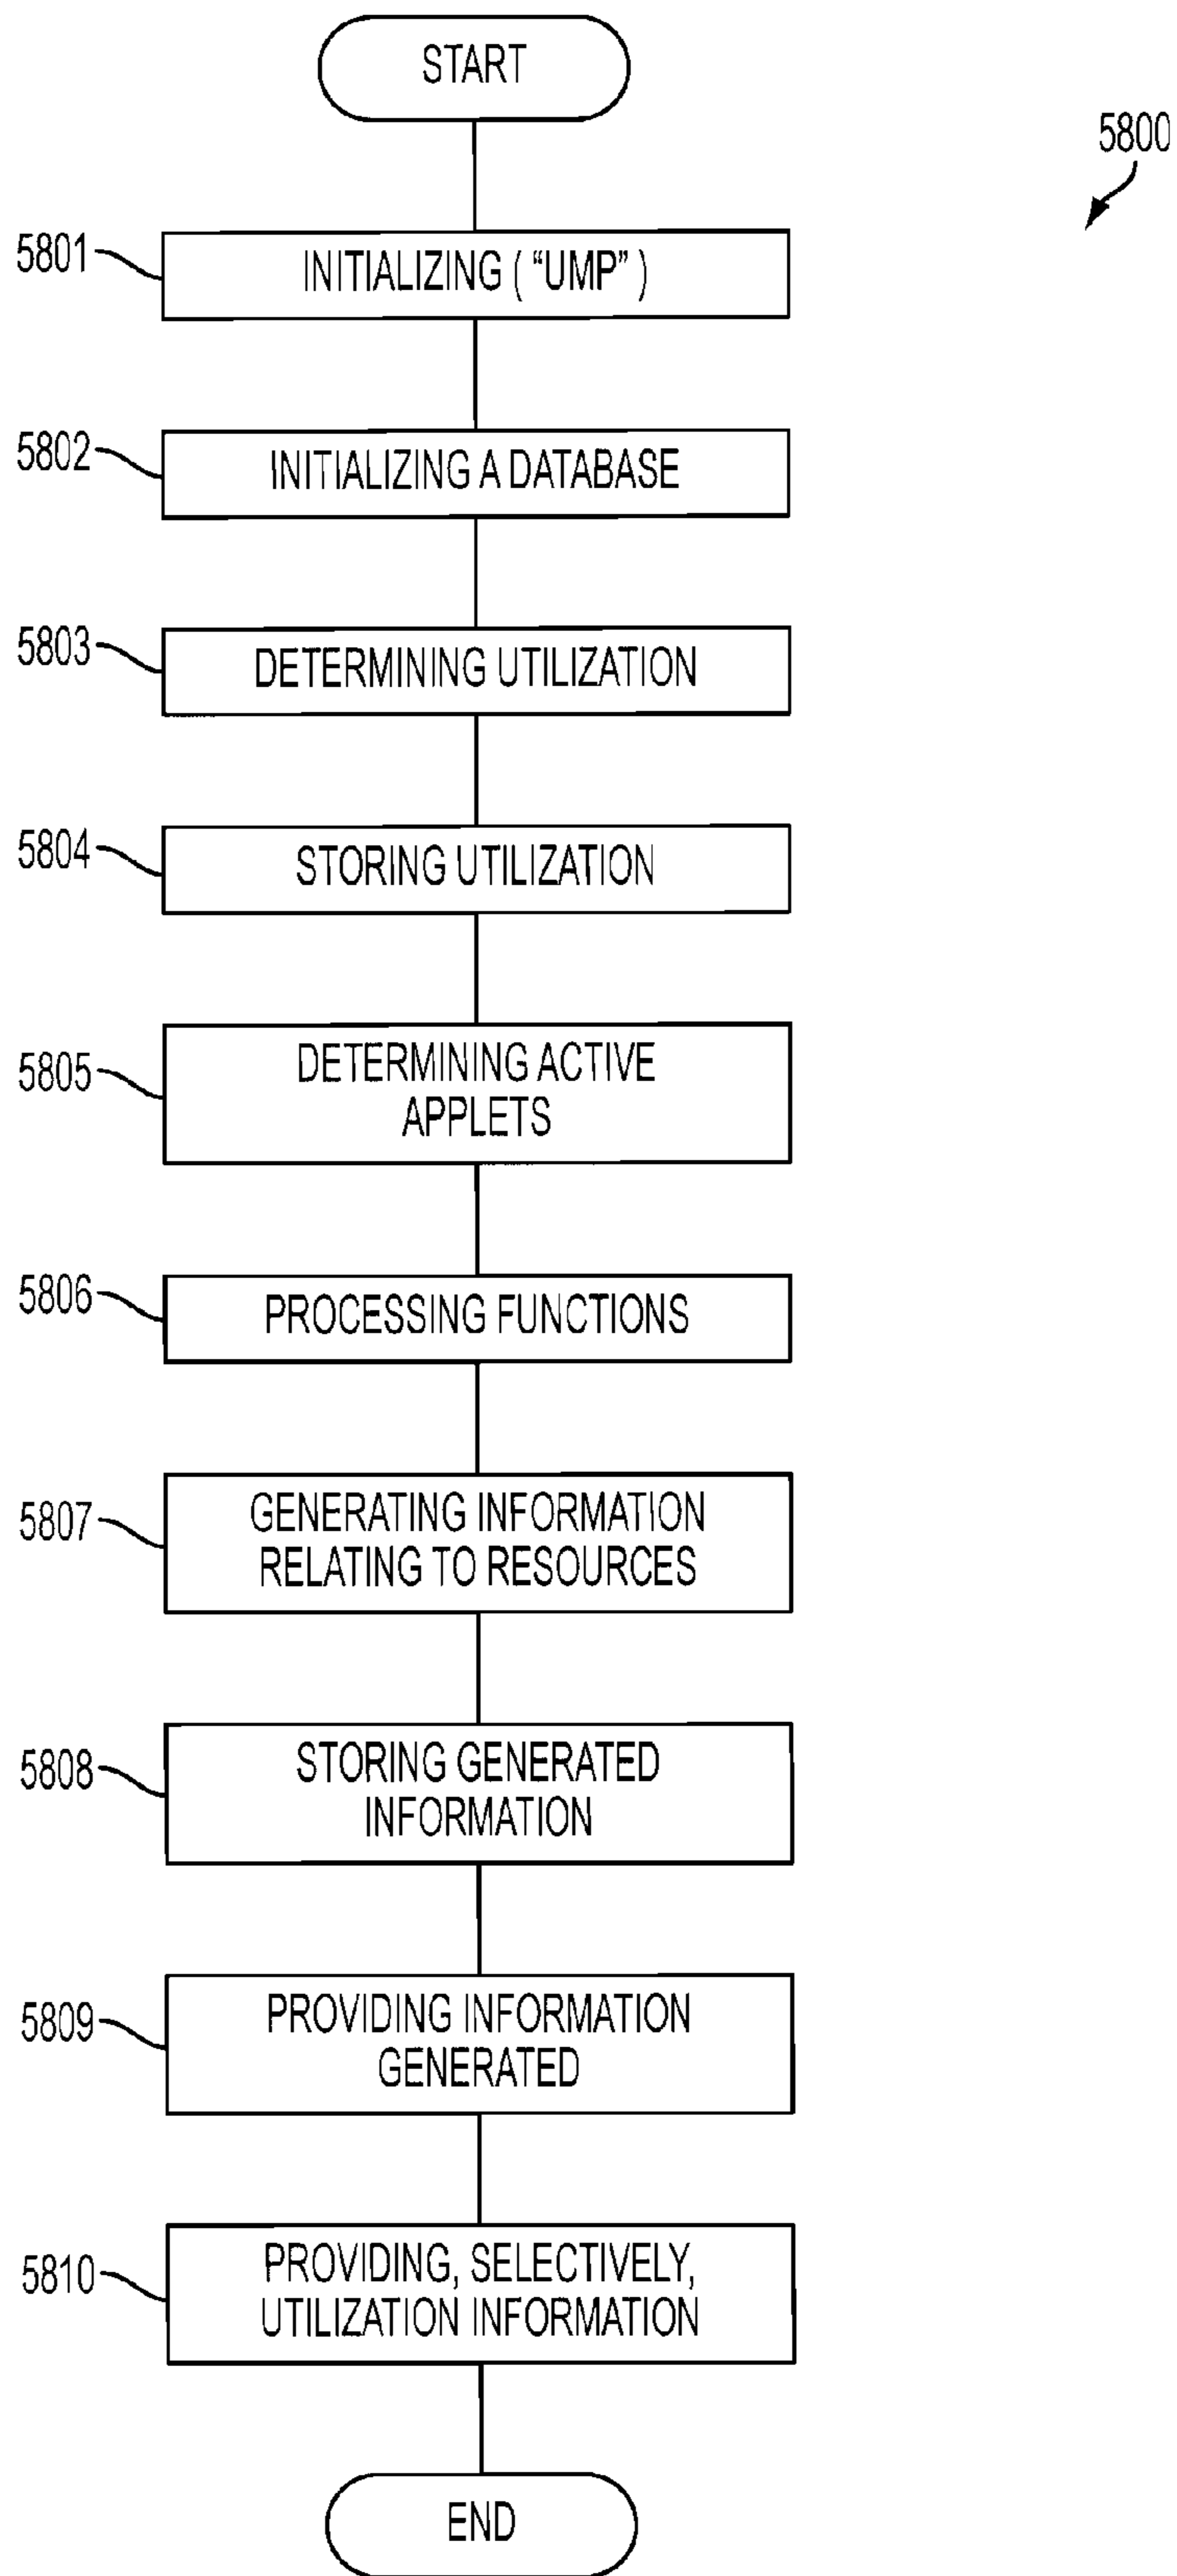 START
5800
5801
INITIALIZING ( “UMP” )
5802
INITIALIZING A DATABASE
5803
DETERMINING UTILIZATION
5804
STORING UTILIZATION
5805
DETERMINING ACTIVE
APPLETS
5806
PROCESSING FUNCTIONS
5807
GENERATING INFORMATION
RELATING TO RESOURCES
5808
STORING GENERATED
INFORMATION
5809
PROVIDING INFORMATION
GENERATED
5810
PROVIDING, SELECTIVELY,
UTILIZATION INFORMATION
END